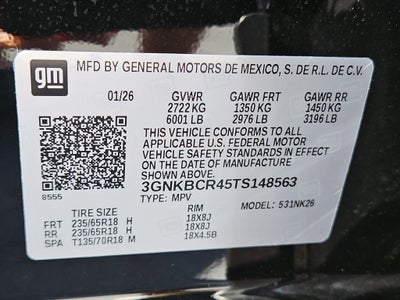 gm
MFD BY GENERAL MOTORS DE MEXICO, S. DE R.L. DE C.V.
01/26 GVWR GAWR FRT GAWR RR
2722 KG 1350 KG 1450 KG
6001 LB 2976 LB 3196 LB
THIS VEHICLE CONFORMS TO ALL
APPLICABLE U.S. FEDERAL MOTOR
VEHICLE SAFETY STANDARDS IN EFFECT ON
THE DATE OF MANUFACTURE SHOWN ABOVE.
3GNKBCR45TS148563
8555
TYPE: MPV MODEL: 531NK26
TIRE SIZE RIM
FRT 235/65R18 H 18X8J
RR 235/65R18 H 18X8J
SPA T135/70R18 M 18X4.5B